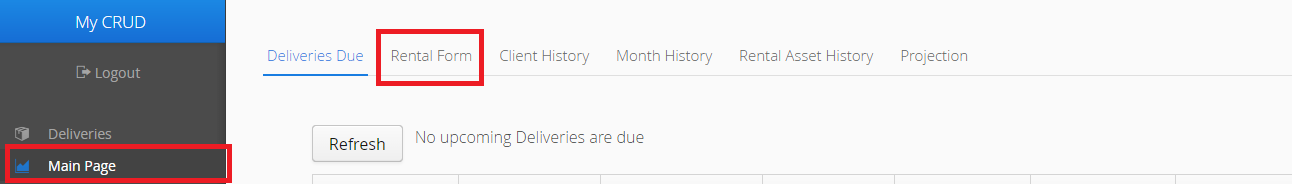 My CRUD
Logout
Deliveries
Main Page
Deliveries Due Rental Form Client History Month History Rental Asset History Projection
Refresh No upcoming Deliveries are due